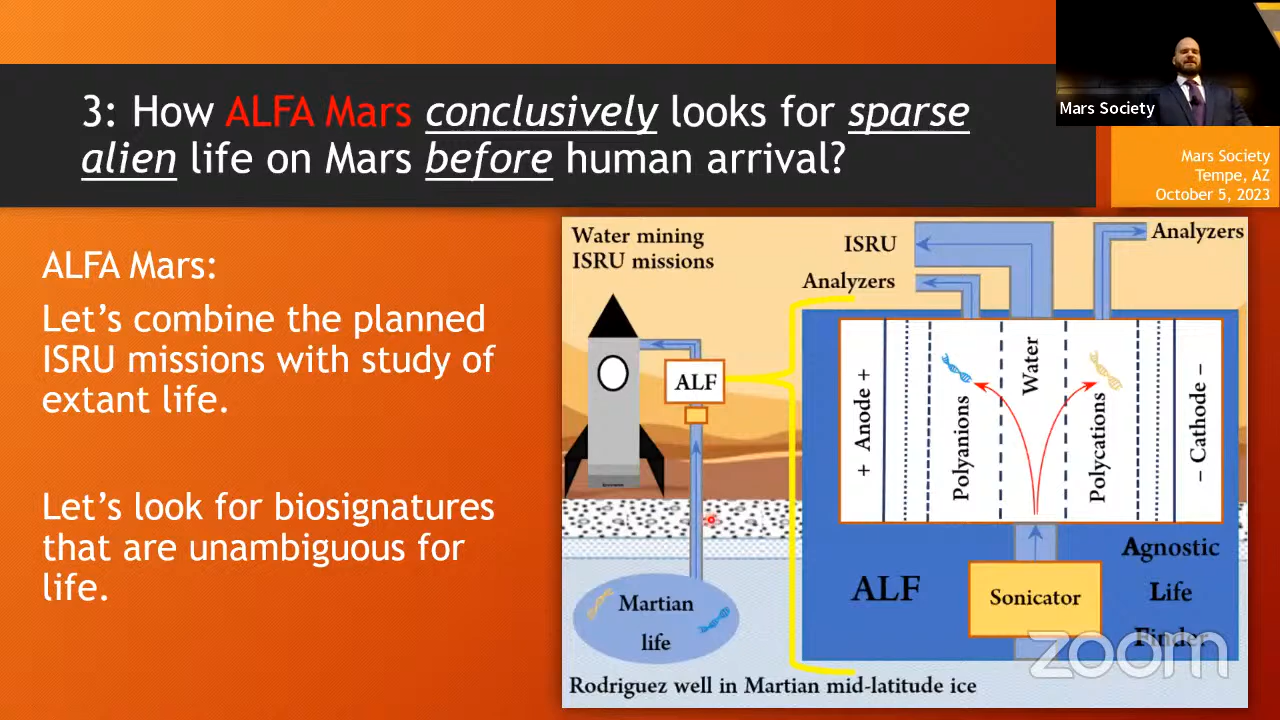 3: How ALFA Mars conclusively looks for sparse
alien life on Mars before human arrival?
Mars Society
Mars Society
Tempe, AZ
October 5, 2023
ALFA Mars:
Let's combine the planned
ISRU missions with study of
extant life.
Let's look for biosignatures
that are unambiguous for
life.
Water mining
ISRU missions
ISRU
Analyzers
Analyzers
ALF
+ Anode +
Polyanions
Water
Polycations
– Cathode –
Martian
life
ALF
Sonicator
Agnostic
Life
Finder
zoom
Rodriguez well in Martian mid-latitude ice